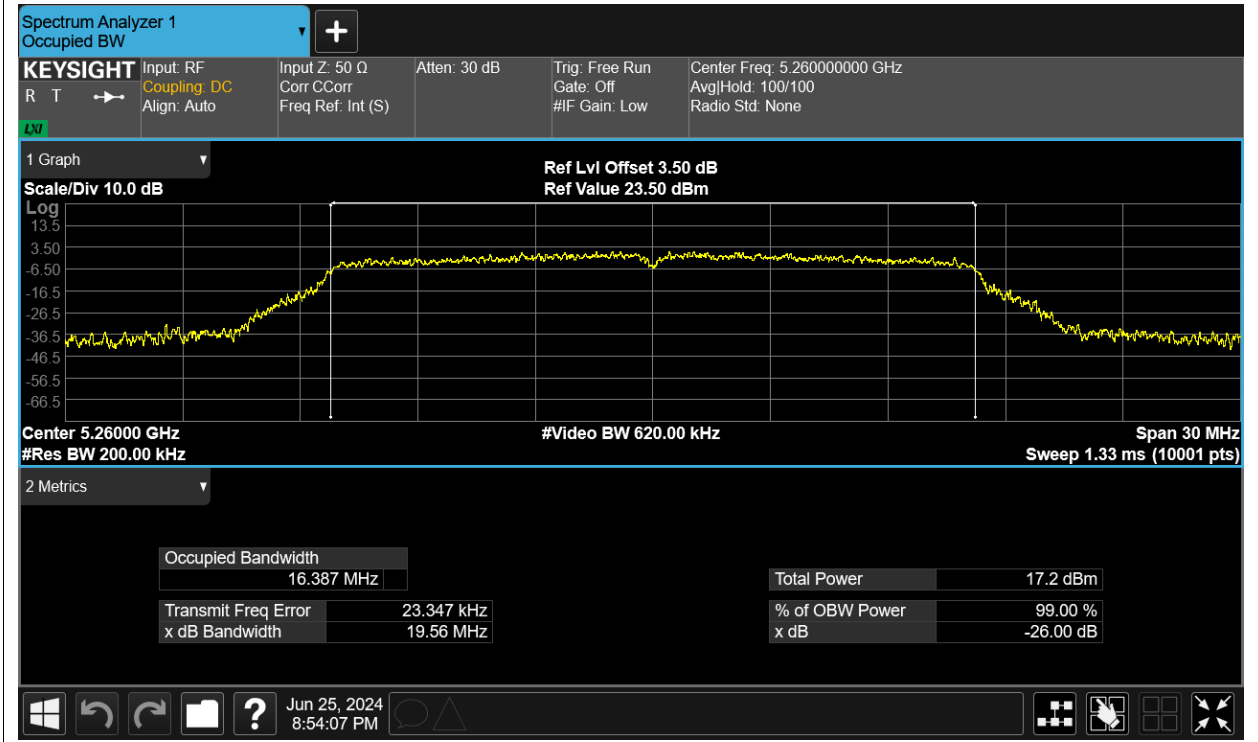 Spectrum Analyzer 1
Occupied BW
KEYSIGHT
R T
LXI
Input: RF
Coupling: DC
Align: Auto
Input Z: 50 Ω
Corr CCorr
Freq Ref: Int (S)
Atten: 30 dB
Trig: Free Run
Gate: Off
#IF Gain: Low
Center Freq: 5.260000000 GHz
Avg|Hold: 100/100
Radio Std: None
1 Graph
Scale/Div 10.0 dB
Ref Lvl Offset 3.50 dB
Ref Value 23.50 dBm
Log
13.5
3.50
-6.50
-16.5
-26.5
-36.5
-46.5
-56.5
-66.5
Center 5.26000 GHz
#Res BW 200.00 kHz
#Video BW 620.00 kHz
Span 30 MHz
Sweep 1.33 ms (10001 pts)
2 Metrics
Occupied Bandwidth
16.387 MHz
Transmit Freq Error 23.347 kHz
x dB Bandwidth 19.56 MHz
Total Power 17.2 dBm
% of OBW Power 99.00 %
x dB -26.00 dB
?
Jun 25, 2024
8:54:07 PM